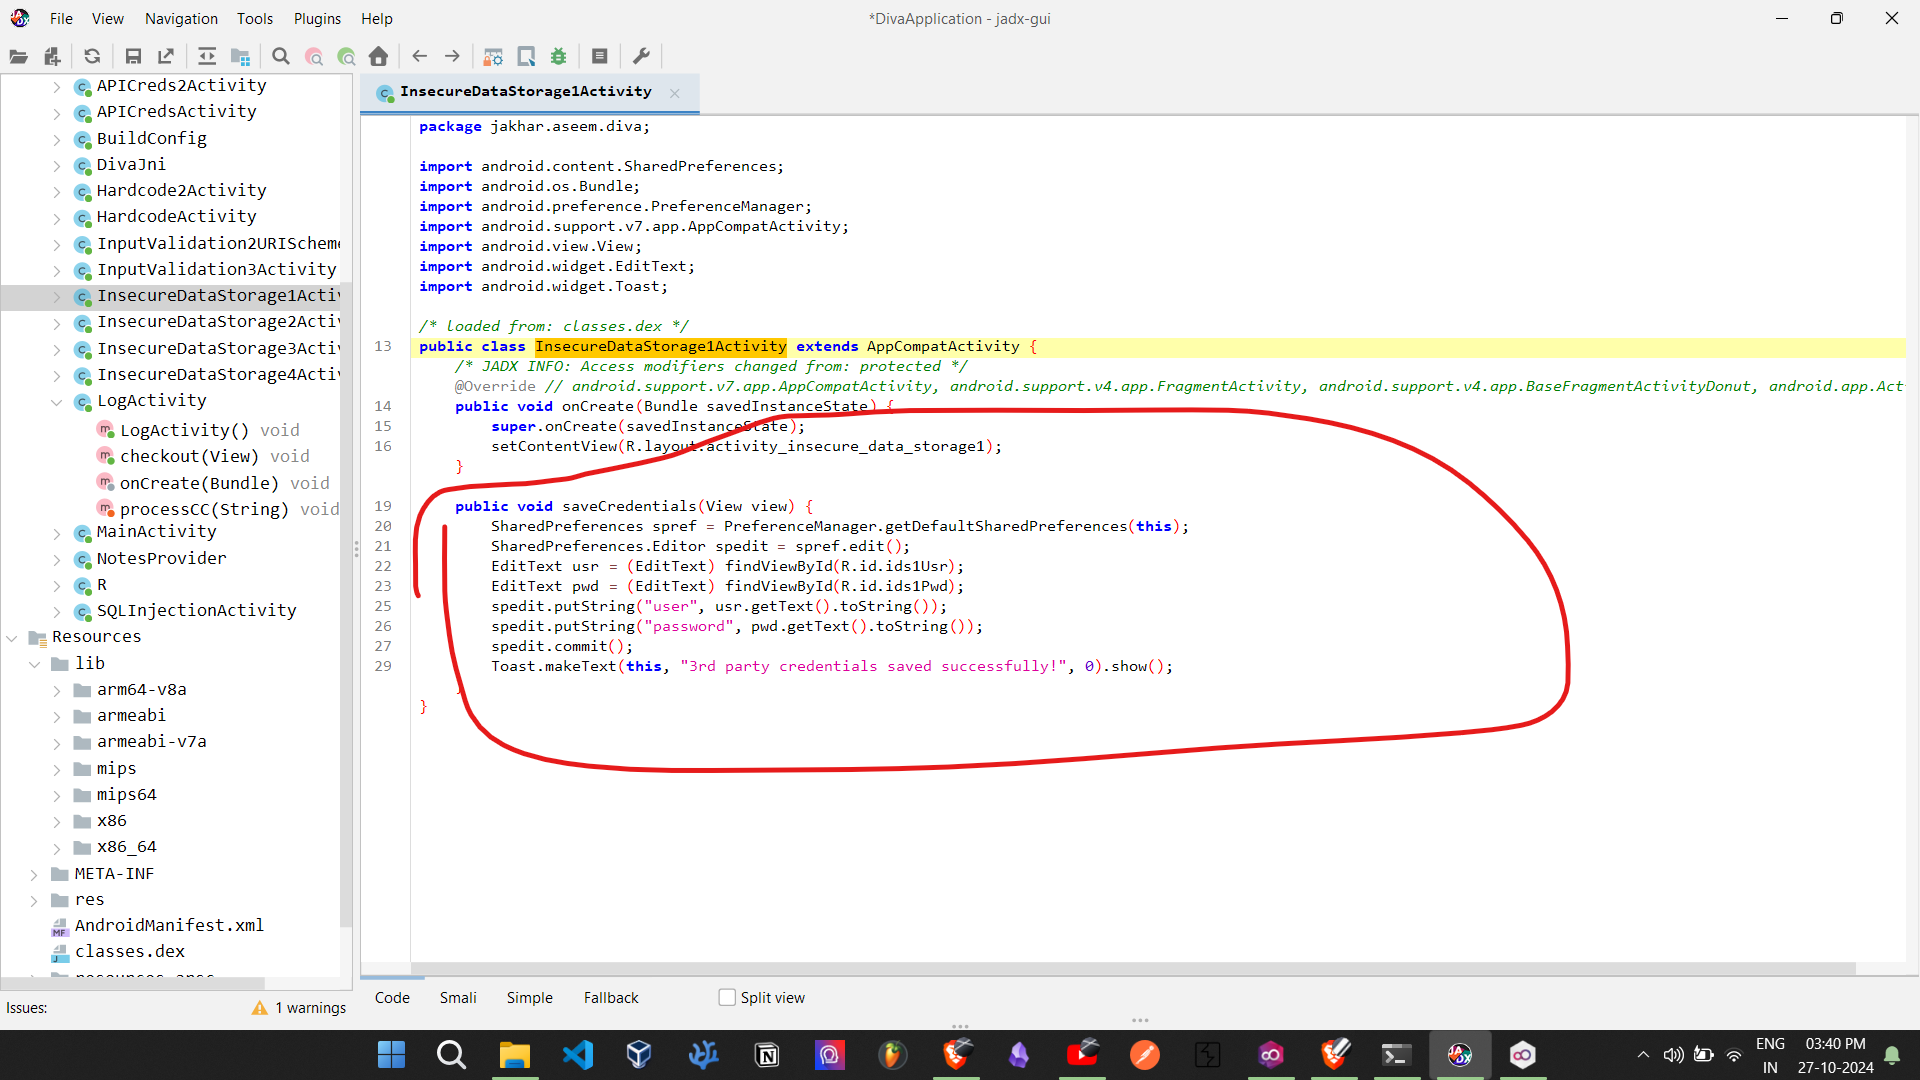 File View Navigation Tools Plugins Help
*DivaApplication - jadx-gui
APICreds2Activity
APICredsActivity
BuildConfig
DivaJni
Hardcode2Activity
HardcodeActivity
InputValidation2URIScheme
InputValidation3Activity
InsecureDataStorage1Activ
InsecureDataStorage2Activ
InsecureDataStorage3Activ
InsecureDataStorage4Activ
LogActivity
LogActivity() void
checkout(View) void
onCreate(Bundle) void
processCC(String) void
MainActivity
NotesProvider
R
SQLInjectionActivity
Resources
lib
arm64-v8a
armeabi
armeabi-v7a
mips
mips64
x86
x86_64
META-INF
res
AndroidManifest.xml
classes.dex
Issues: 1 warnings
InsecureDataStorage1Activity
package jakhar.aseem.diva;
import android.content.SharedPreferences;
import android.os.Bundle;
import android.preference.PreferenceManager;
import android.support.v7.app.AppCompatActivity;
import android.view.View;
import android.widget.EditText;
import android.widget.Toast;
/* loaded from: classes.dex */
13 public class InsecureDataStorage1Activity extends AppCompatActivity {
/* JADX INFO: Access modifiers changed from: protected */
@Override // android.support.v7.app.AppCompatActivity, android.support.v4.app.FragmentActivity, android.support.v4.app.BaseFragmentActivityDonut, android.app.Act
14 public void onCreate(Bundle savedInstanceState) {
15 super.onCreate(savedInstanceState);
16 setContentView(R.layout.activity_insecure_data_storage1);
}
19 public void saveCredentials(View view) {
20 SharedPreferences spref = PreferenceManager.getDefaultSharedPreferences(this);
21 SharedPreferences.Editor spedit = spref.edit();
22 EditText usr = (EditText) findViewById(R.id.ids1Usr);
23 EditText pwd = (EditText) findViewById(R.id.ids1Pwd);
25 spedit.putString("user", usr.getText().toString());
26 spedit.putString("password", pwd.getText().toString());
27 spedit.commit();
29 Toast.makeText(this, "3rd party credentials saved successfully!", 0).show();
}
Code Smali Simple Fallback Split view
ENG
IN
03:40 PM
27-10-2024